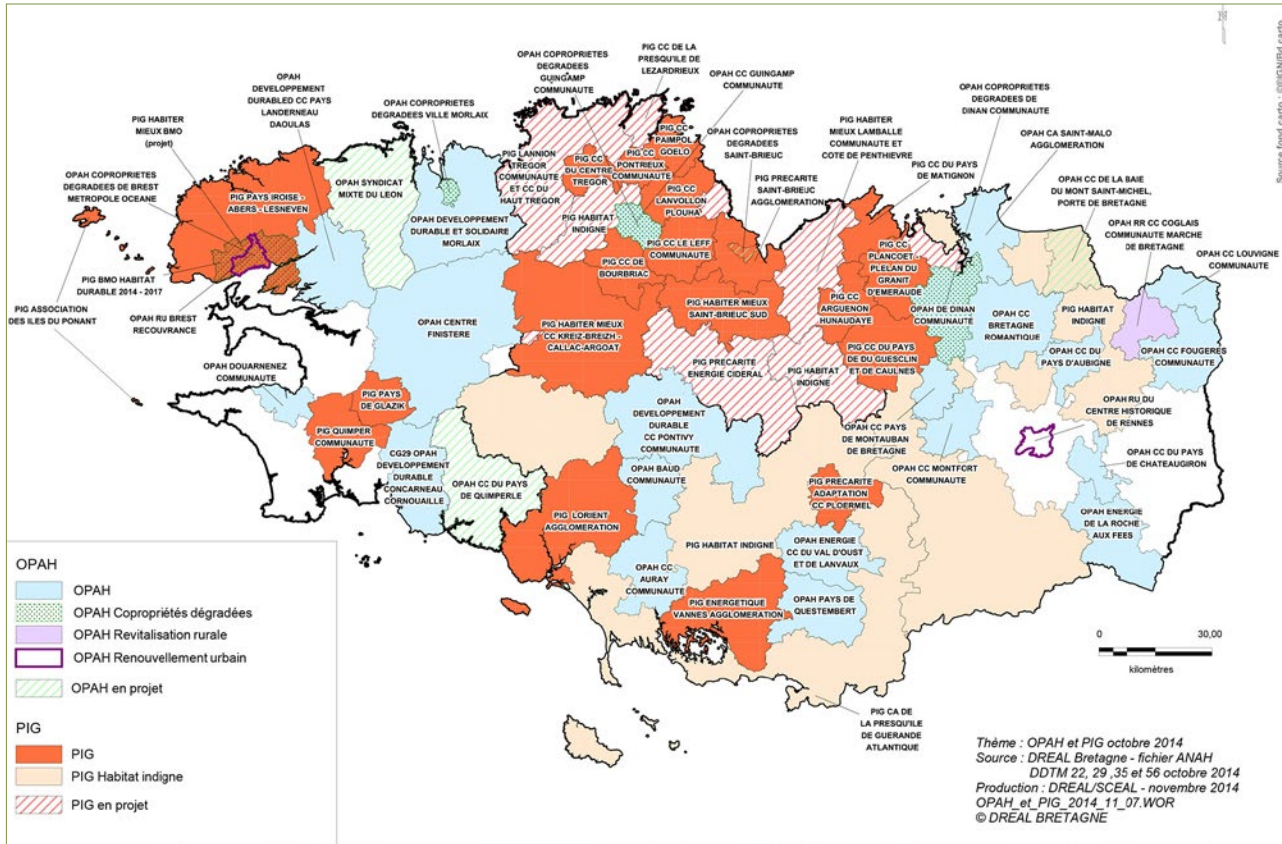 OPAH COPROPRIETES
DEGRADEES
GUINGAMP
COMMUNAUTE
PIG CC DE LA
PRESQU'ILE DE
LEZARDRIEUX
OPAH CC GUINGAMP
COMMUNAUTE
OPAH COPROPRIETES
DEGRADEES DE
DINAN COMMUNAUTE
OPAH
DEVELOPPEMENT
DURABLED CC PAYS
LANDERNEAU
DAOULAS
OPAH COPROPRIETES
DEGRADEES VILLE MORLAIX
PIG HABITER
MIEUX BMO
(projet)
OPAH COPROPRIETES
DEGRADEES DE BREST
METROPOLE OCEANE
PIG PAYS IROISE -
ABERS - LESNEVEN
OPAH SYNDICAT
MIXTE DU LEON
OPAH DEVELOPPEMENT
DURABLE ET SOLIDAIRE
MORLAIX
PIG LANNION
TREGOR
COMMUNAUTE
ET CC DU
HAUT TREGOR
PIG CC
DU CENTRE
TREGOR
PIG CC
PAIMPOL
GOELO
PIG CC
PONTRIEUX
COMMUNAUTE
PIG CC
LANVOLLON
PLOUHA
OPAH COPROPRIETES
DEGRADEES
SAINT-BRIEUC
PIG PRECARITE
SAINT-BRIEUC
AGGLOMERATION
PIG HABITER
MIEUX LAMBALLE
COMMUNAUTE ET
COTE DE PENTHIEVRE
PIG CC DU PAYS
DE MATIGNON
OPAH CA SAINT-MALO
AGGLOMERATION
OPAH CC DE LA BAIE
DU MONT SAINT-MICHEL,
PORTE DE BRETAGNE
OPAH RR CC COGLAIS
COMMUNAUTE MARCHE
DE BRETAGNE
OPAH CC LOUVIGNE
COMMUNAUTE
PIG HABITAT
INDIGNE
PIG CC LE LEFF
COMMUNAUTE
PIG CC DE
BOURBRIAC
PIG CC
PLANCOET -
PLELAN DU
GRANIT
D'EMERAUDE
PIG CC
ARGUENON
HUNAUDAYE
OPAH DE DINAN
COMMUNAUTE
OPAH CC
BRETAGNE
ROMANTIQUE
PIG HABITAT
INDIGNE
OPAH CC DU
PAYS
D'AUBIGNE
OPAH CC FOUGERES
COMMUNAUTE
PIG BMO HABITAT
DURABLE 2014 - 2017
PIG ASSOCIATION
DES ILES DU PONANT
OPAH RU BREST
RECOUVRANCE
OPAH CENTRE
FINISTERE
PIG HABITER MIEUX
CC KREIZ-BREIZH -
CALLAC-ARGOAT
PIG HABITER MIEUX
SAINT-BRIEUC SUD
PIG PRECARITE
ENERGIE CIDERAL
PIG HABITAT
INDIGNE
PIG CC DU PAYS
DE DU GUESCLIN
ET DE CAULNES
OPAH DOUARNENEZ
COMMUNAUTE
PIG PAYS
DE GLAZIK
PIG QUIMPER
COMMUNAUTE
CG29 OPAH
DEVELOPPEMENT
DURABLE
CONCARNEAU
CORNOUAILLE
OPAH CC DU PAYS
DE QUIMPERLE
OPAH
DEVELOPPEMENT
DURABLE
CC PONTIVY
COMMUNAUTE
OPAH BAUD
COMMUNAUTE
OPAH CC PAYS
DE MONTAUBAN
DE BRETAGNE
OPAH CC MONTFORT
COMMUNAUTE
OPAH RU DU
CENTRE HISTORIQUE
DE RENNES
OPAH CC DU PAYS
DE CHATEAUGIRON
OPAH ENERGIE
DE LA ROCHE
AUX FEES
PIG LORIENT
AGGLOMERATION
PIG PRECARITE
ADAPTATION
CC PLOERMEL
PIG HABITAT INDIGNE
OPAH ENERGIE
CC DU VAL D'OUST
ET DE LANVAUX
OPAH CC
AURAY
COMMUNAUTE
PIG ENERGETIQUE
VANNES AGGLOMERATION
OPAH PAYS DE
QUESTEMBERT
PIG CA DE
LA PRESQU'ILE
DE GUERANDE
ATLANTIQUE
OPAH
OPAH
OPAH Copropriétés dégradées
OPAH Revitalisation rurale
OPAH Renouvellement urbain
OPAH en projet
PIG
PIG
PIG Habitat indigne
PIG en projet
0 30,00
kilomètres
Thème : OPAH et PIG octobre 2014
Source : DREAL Bretagne - fichier ANAH
DDTM 22, 29 ,35 et 56 octobre 2014
Production : DREAL/SCEAL - novembre 2014
OPAH_et_PIG_2014_11_07.WOR
© DREAL BRETAGNE
Source fond carte : ©IGN/Bd carto